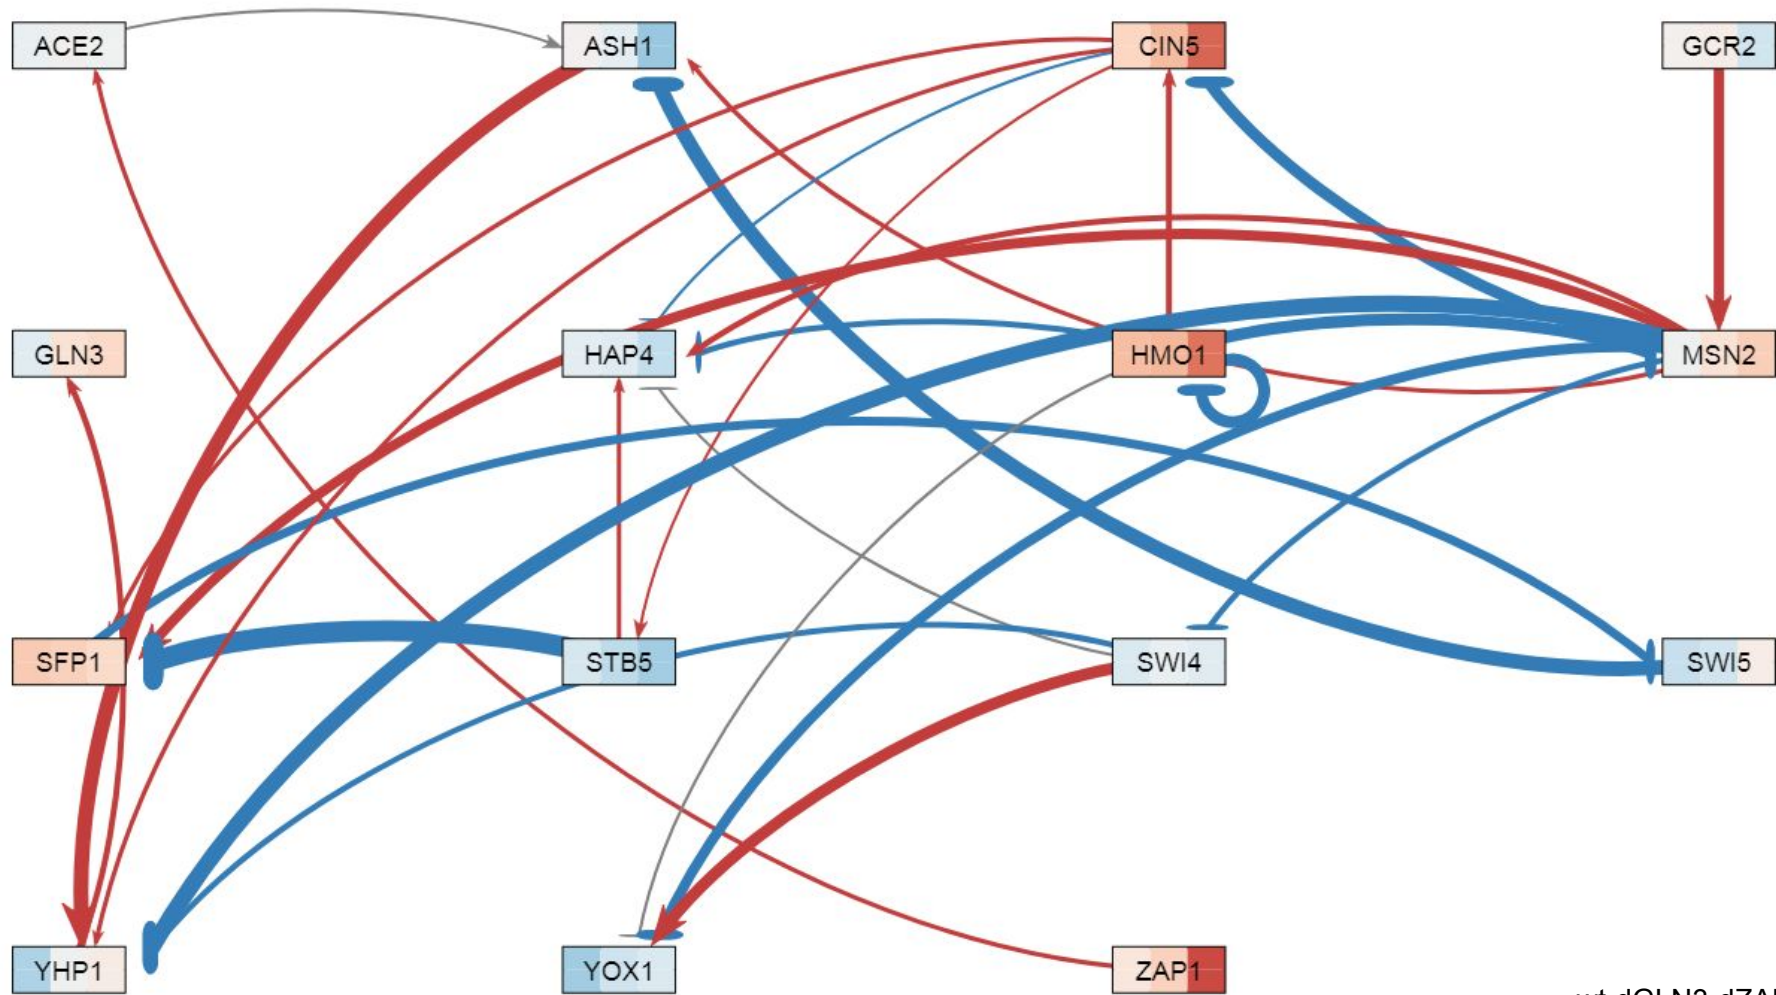 ACE2
ASH1
CIN5
GCR2
GLN3
HAP4
HMO1
MSN2
SFP1
STB5
SWI4
SWI5
YHP1
YOX1
ZAP1